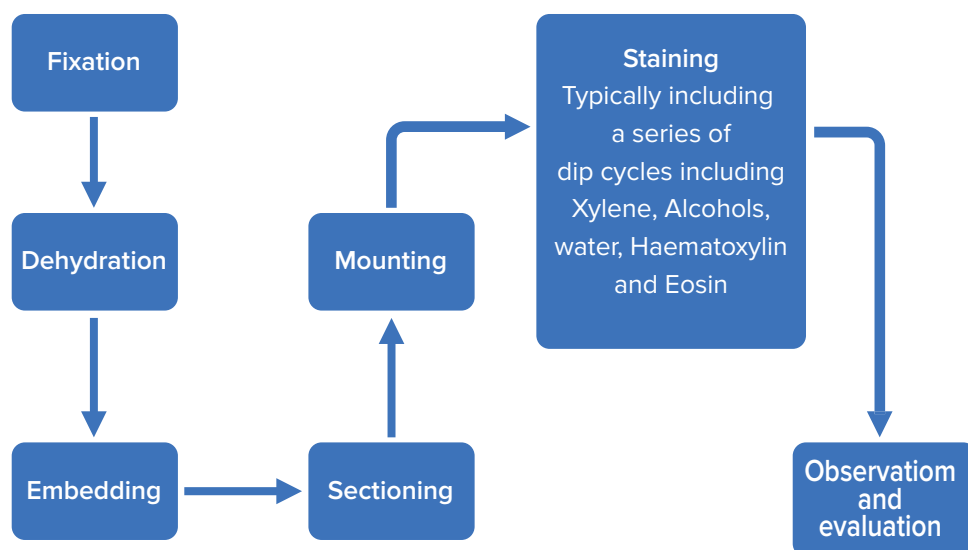 Fixation
Dehydration
Embedding
Sectioning
Mounting
Staining
Typically including
a series of
dip cycles including
Xylene, Alcohols,
water, Haematoxylin
and Eosin
Observatiom
and
evaluation